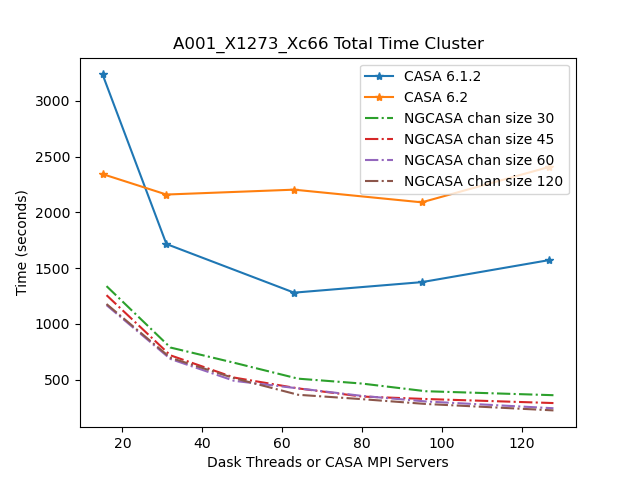 A001_X1273_Xc66 Total Time Cluster
CASA 6.1.2
CASA 6.2
NGCASA chan size 30
NGCASA chan size 45
NGCASA chan size 60
NGCASA chan size 120
Time (seconds)
3000
2500
2000
1500
1000
500
20 40 60 80 100 120
Dask Threads or CASA MPI Servers